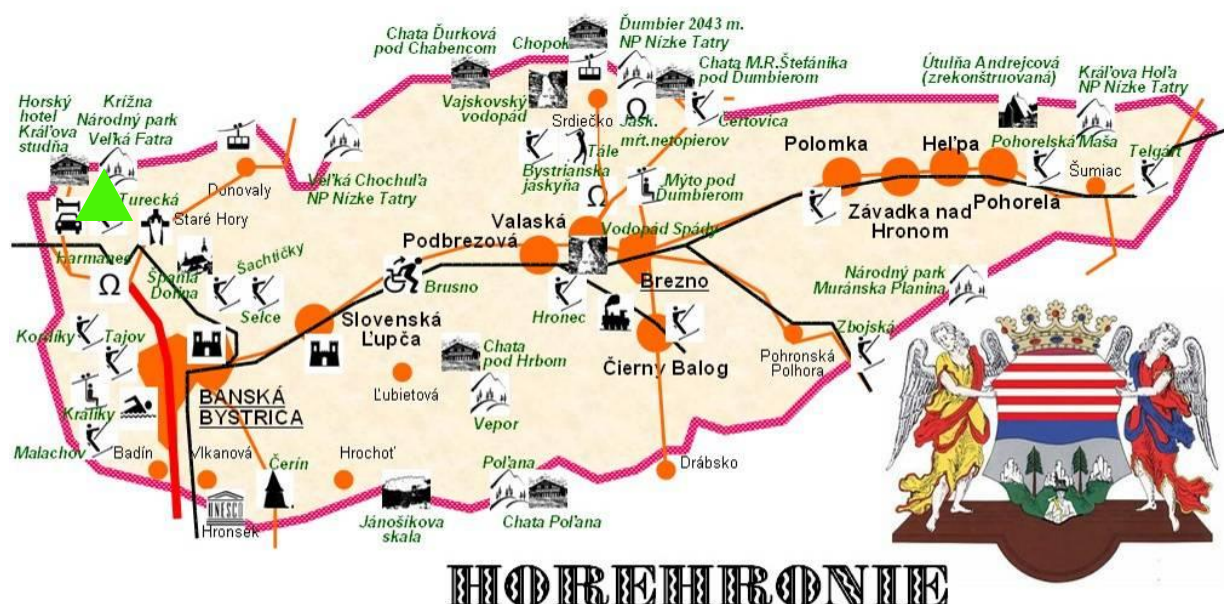 Chata Ďurková
pod Chabencom
Chopok
Ďumbier 2043 m.
NP Nízke Tatry
Chata M.R.Štefánika
pod Dumbierom
Útulňa Andrejcová
(zrekonštruovaná)
Kráľova Hoľa
NP Nízke Tatry
Horský
hotel
Kráľova
studňa
Krížna
Národný park
Veľká Fatra
Vajskovský
vodopád
Srdiečko
Jask.
mŕt.netopierov
Čertovica
Polomka
Heľpa
Pohorelská Maša
Telgárt
Šumiac
Turecká
Donovaly
Veľká Chochuľa
NP Nízke Tatry
Tále
Bystrianska
jaskyňa
Mýto pod
Ďumbierom
Staré Hory
Valaská
Závadka nad
Hronom
Pohorelá
Harmanec
Podbrezová
Vodopád Spády
Špania
Dolina
Šachtičky
Brusno
Brezno
Národný park
Muránska Planina
Selce
Slovenská
Ľupča
Hronec
Zbojská
Kordíky
Tajov
Chata
pod Hrbom
Čierny Balog
Pohronská
Polhora
Ľubietová
BANSKÁ
BYSTRICA
Králiky
Vepor
Malachov
Badín
Vlkanová
Čerín
Hrochoť
Poľana
Drábsko
UNESCO
Hronsek
Jánošíkova
skala
Chata Poľana
HOREHRONIE